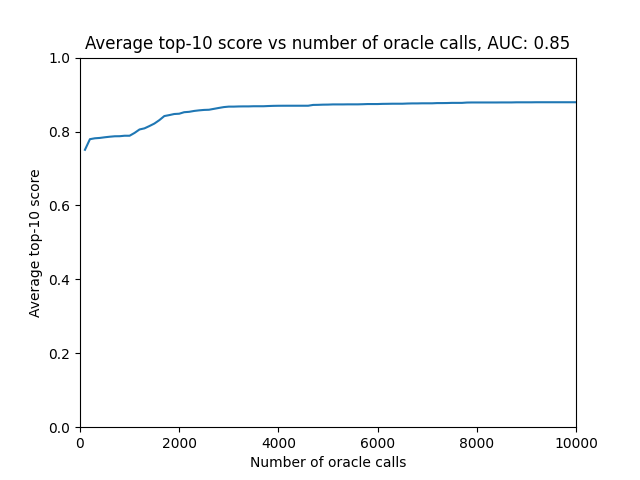 Average top-10 score vs number of oracle calls, AUC: 0.85
1.0
0.8
0.6
0.4
0.2
0.0
Average top-10 score
0 2000 4000 6000 8000 10000
Number of oracle calls